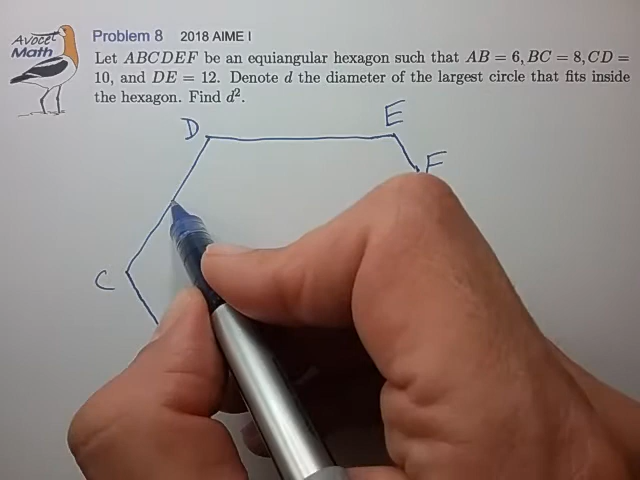 Avocet Math
Problem 8 2018 AIME I
Let ABCDEF be an equiangular hexagon such that AB = 6, BC = 8, CD =
10, and DE = 12. Denote d the diameter of the largest circle that fits inside
the hexagon. Find d².
D
E
F
C